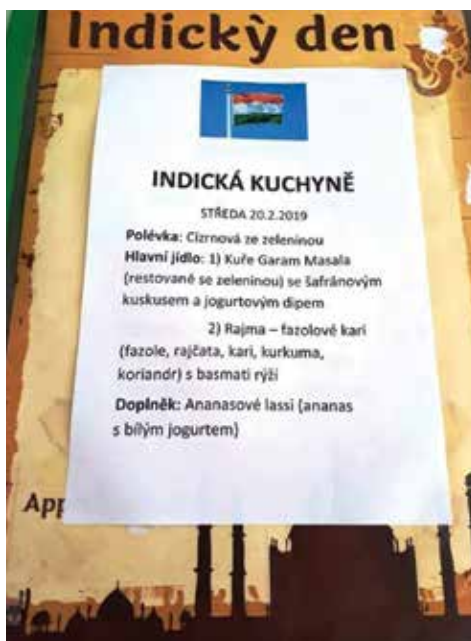 Indický den
INDICKÁ KUCHYNĚ
STŘEDA 20.2.2019
Polévka: Cizrnová ze zeleninou
Hlavní jídlo: 1) Kuře Garam Masala
(restované se zeleninou) se šafránovým
kuskusem a jogurtovým dipem
2) Rajma – fazolové kari
(fazole, rajčata, kari, kurkuma,
koriandr) s basmati rýží
Doplněk: Ananasové lassi (ananas
s bílým jogurtem)
App